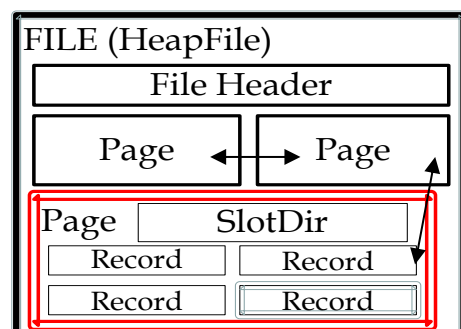 FILE (HeapFile)
File Header
Page Page
Page SlotDir
Record Record
Record Record